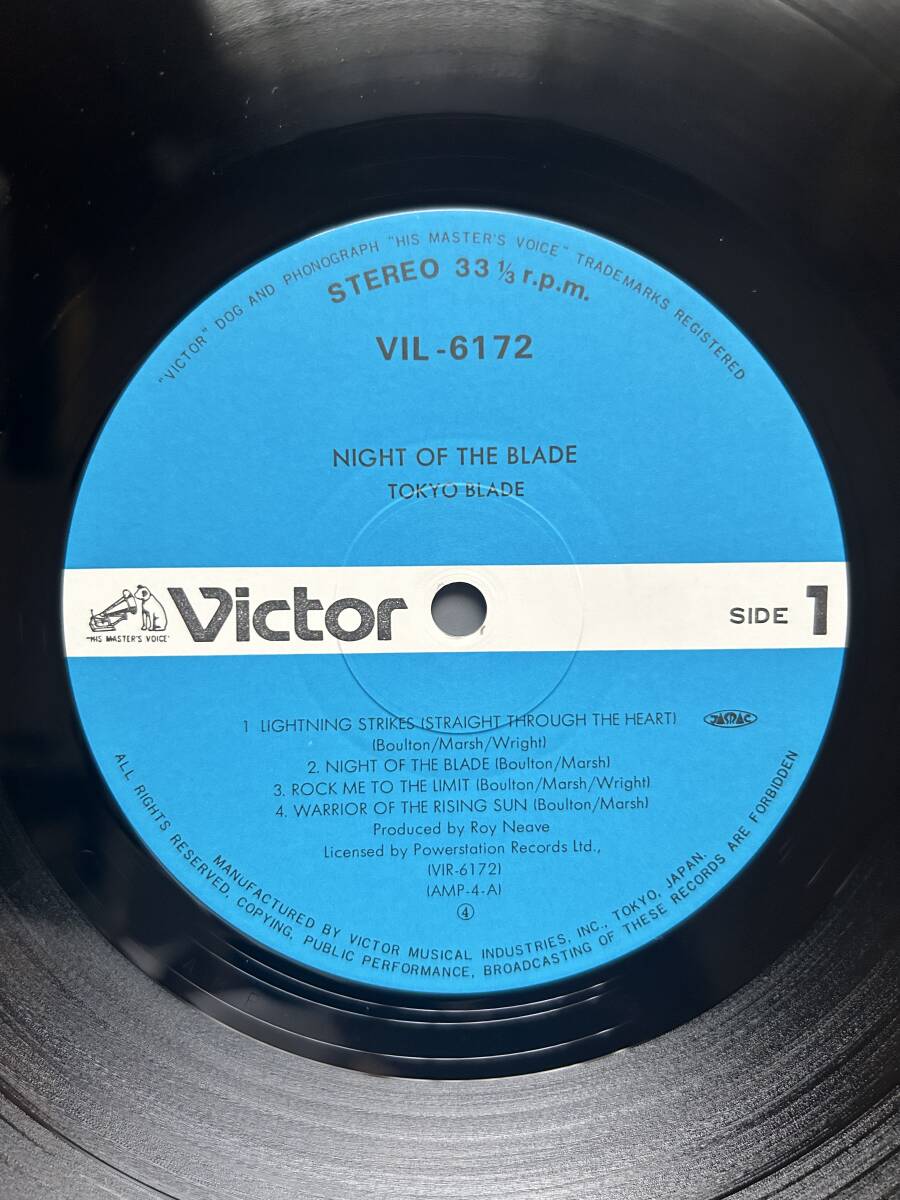 "VICTOR" DOG AND PHONOGRAPH "HIS MASTER'S VOICE" TRADEMARKS REGISTERED
STEREO 33 1/3 r.p.m.
VIL-6172
NIGHT OF THE BLADE
TOKYO BLADE
"HIS MASTER'S VOICE"
Victor
SIDE 1
1 LIGHTNING STRIKES (STRAIGHT THROUGH THE HEART)
(Boulton/Marsh/Wright)
JASRAC
2. NIGHT OF THE BLADE (Boulton/Marsh)
3. ROCK ME TO THE LIMIT (Boulton/Marsh/Wright)
4. WARRIOR OF THE RISING SUN (Boulton/Marsh)
Produced by Roy Neave
Licensed by Powerstation Records Ltd.,
(VIR-6172)
(AMP-4-A)
④
MANUFACTURED BY VICTOR MUSICAL INDUSTRIES, INC., TOKYO, JAPAN.
ALL RIGHTS RESERVED, COPYING, PUBLIC PERFORMANCE, BROADCASTING OF THESE RECORDS ARE FORBIDDEN